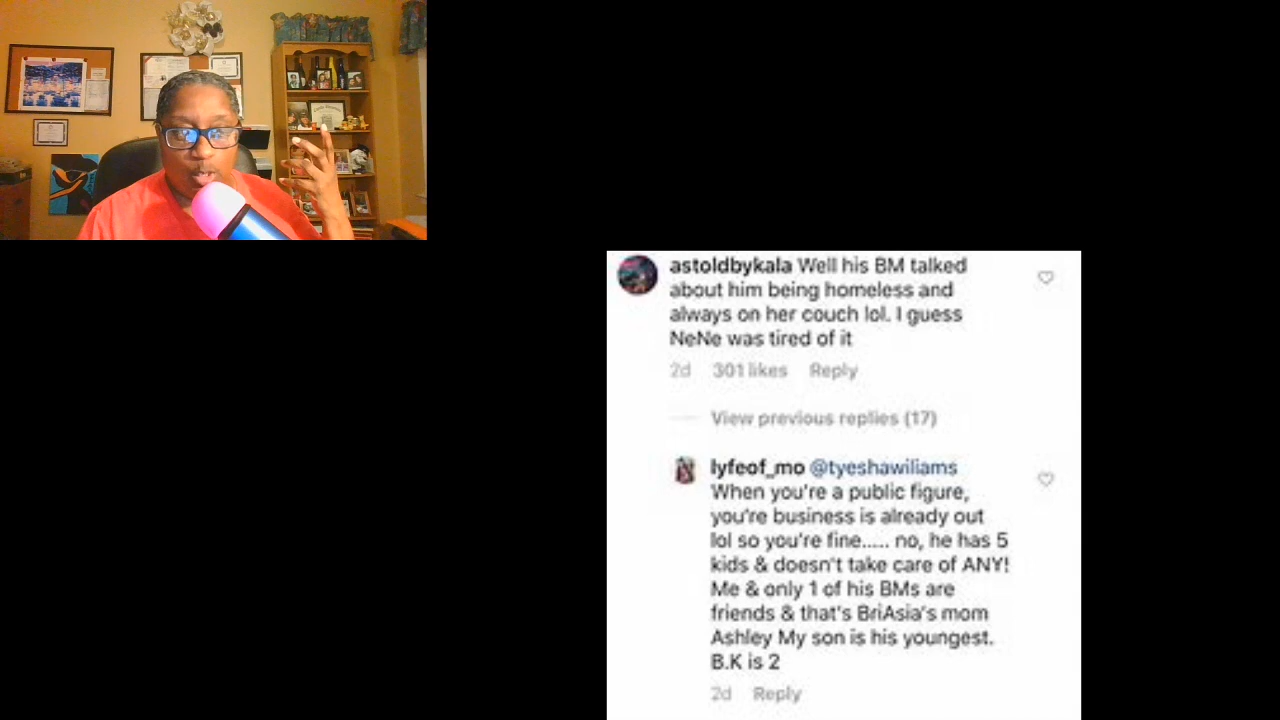 astoldbykala Well his BM talked
about him being homeless and
always on her couch lol. I guess
NeNe was tired of it
2d 301 likes Reply
View previous replies (17)
lyfeof_mo @tyeshawiliams
When you're a public figure,
you're business is already out
lol so you're fine..... no, he has 5
kids & doesn't take care of ANY!
Me & only 1 of his BMs are
friends & that's BriAsia's mom
Ashley My son is his youngest.
B.K is 2
2d Reply